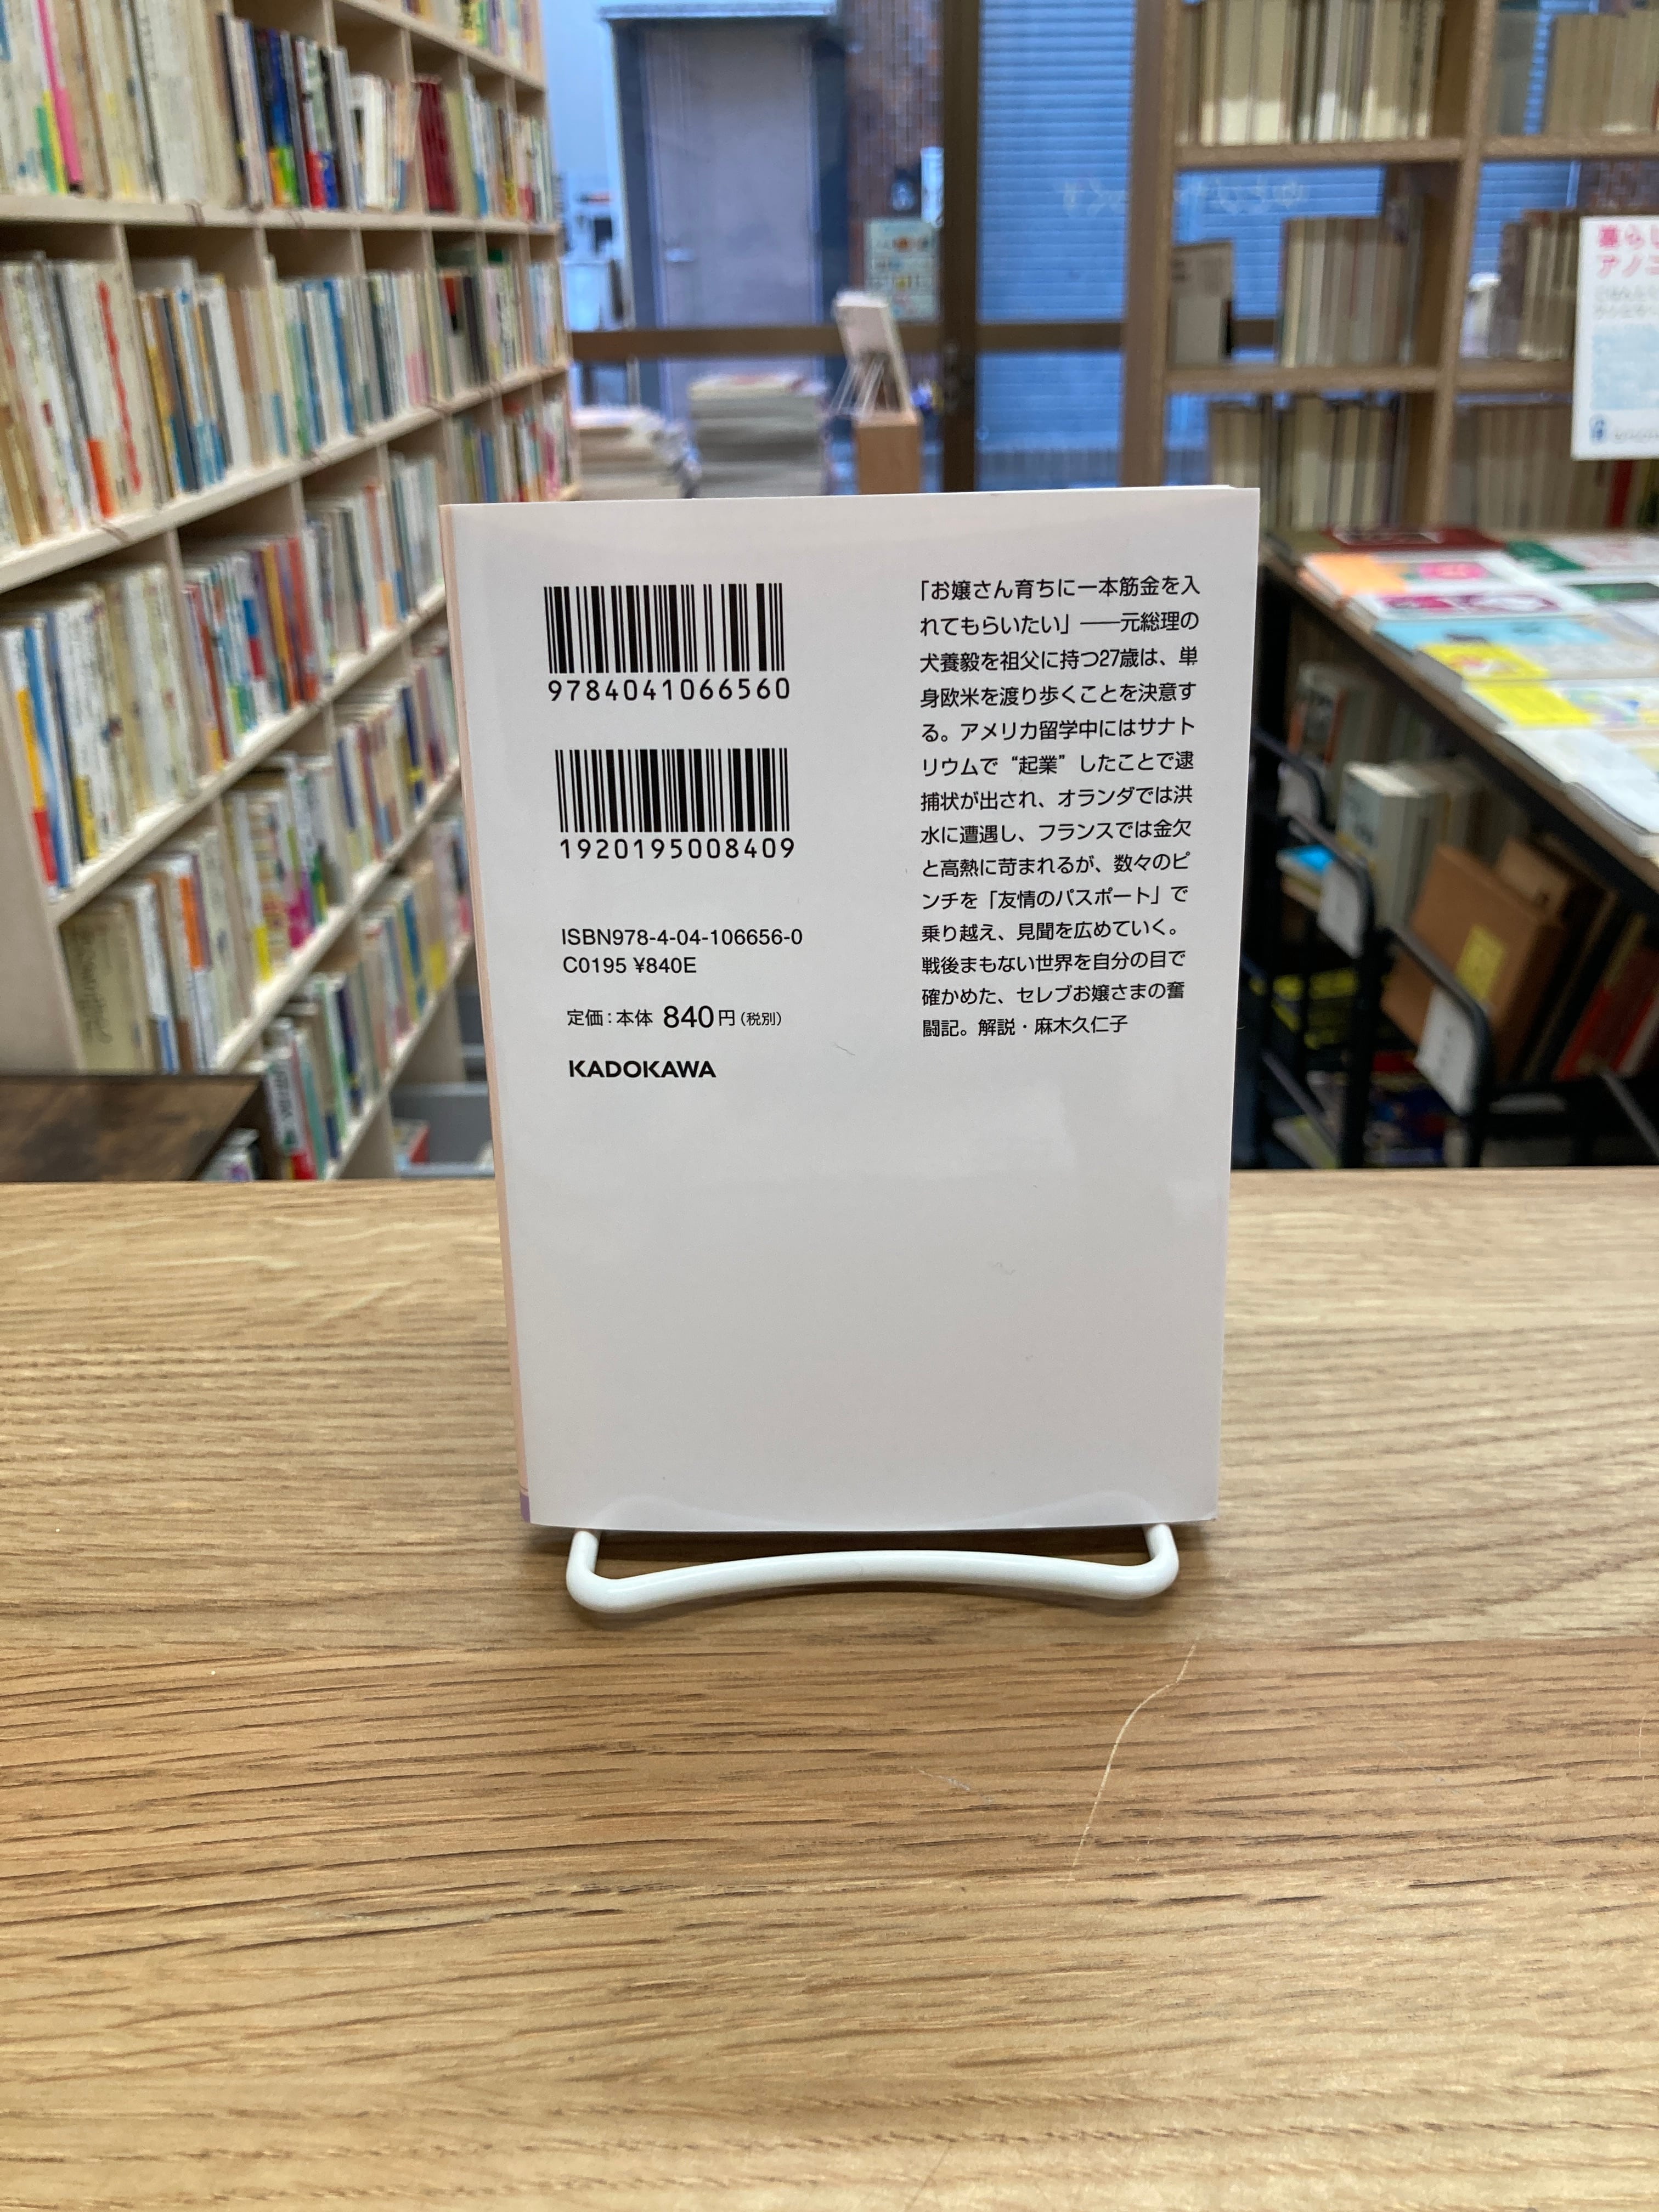 9784041066560
1920195008409
ISBN978-4-04-106656-0
C0195 ¥840E
定価：本体 840円（税別）
KADOKAWA
「お嬢さん育ちに一本筋金を入
れてもらいたい」――元総理の
犬養毅を祖父に持つ27歳は、単
身欧米を渡り歩くことを決意す
る。アメリカ留学中にはサナト
リウムで“起業”したことで逮
捕状が出され、オランダでは洪
水に遭遇し、フランスでは金欠
と高熱に苛まれるが、数々のピ
ンチを「友情のパスポート」で
乗り越え、見聞を広めていく。
戦後まもない世界を自分の目で
確かめた、セレブお嬢さまの奮
闘記。解説・麻木久仁子
暮らし